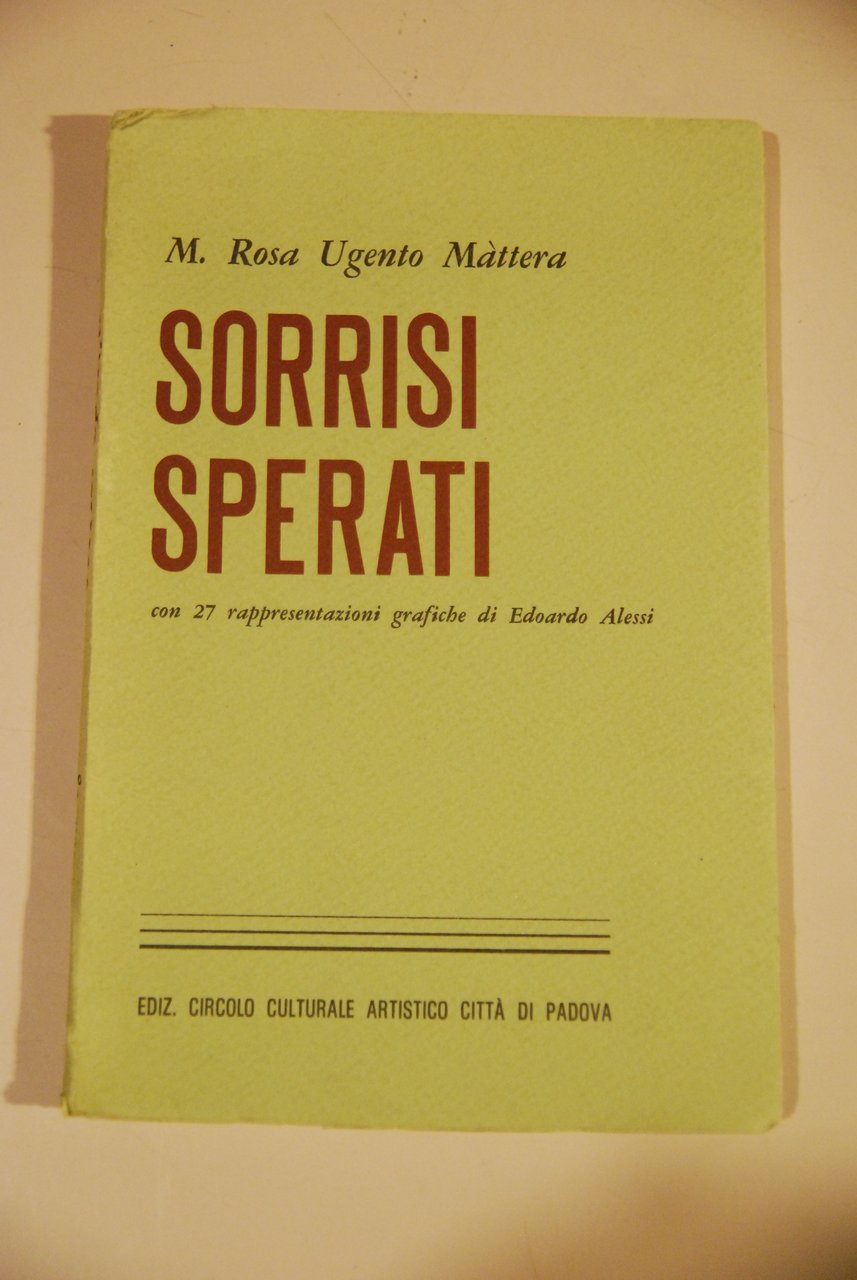 M. Rosa Ugento Màttera
SORRISI
SPERATI
con 27 rappresentazioni grafiche di Edoardo Alessi
EDIZ. CIRCOLO CULTURALE ARTISTICO CITTÀ DI PADOVA